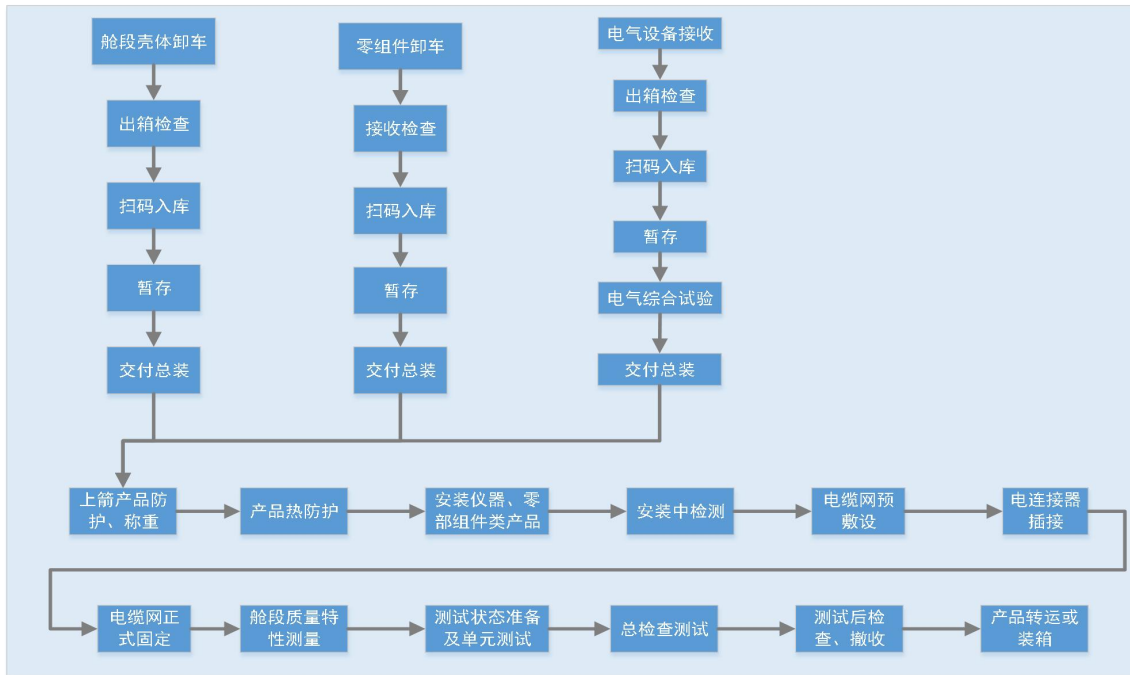 舱段壳体卸车
出箱检查
扫码入库
暂存
交付总装
零组件卸车
接收检查
扫码入库
暂存
交付总装
电气设备接收
出箱检查
扫码入库
暂存
电气综合试验
交付总装
上箭产品防
护、称重
产品热防护
安装仪器、零
部组件类产品
安装中检测
电缆网预
敷设
电连接器
插接
电缆网正
式固定
舱段质量特
性测量
测试状态准备
及单元测试
总检查测试
测试后检
查、撤收
产品转运或
装箱